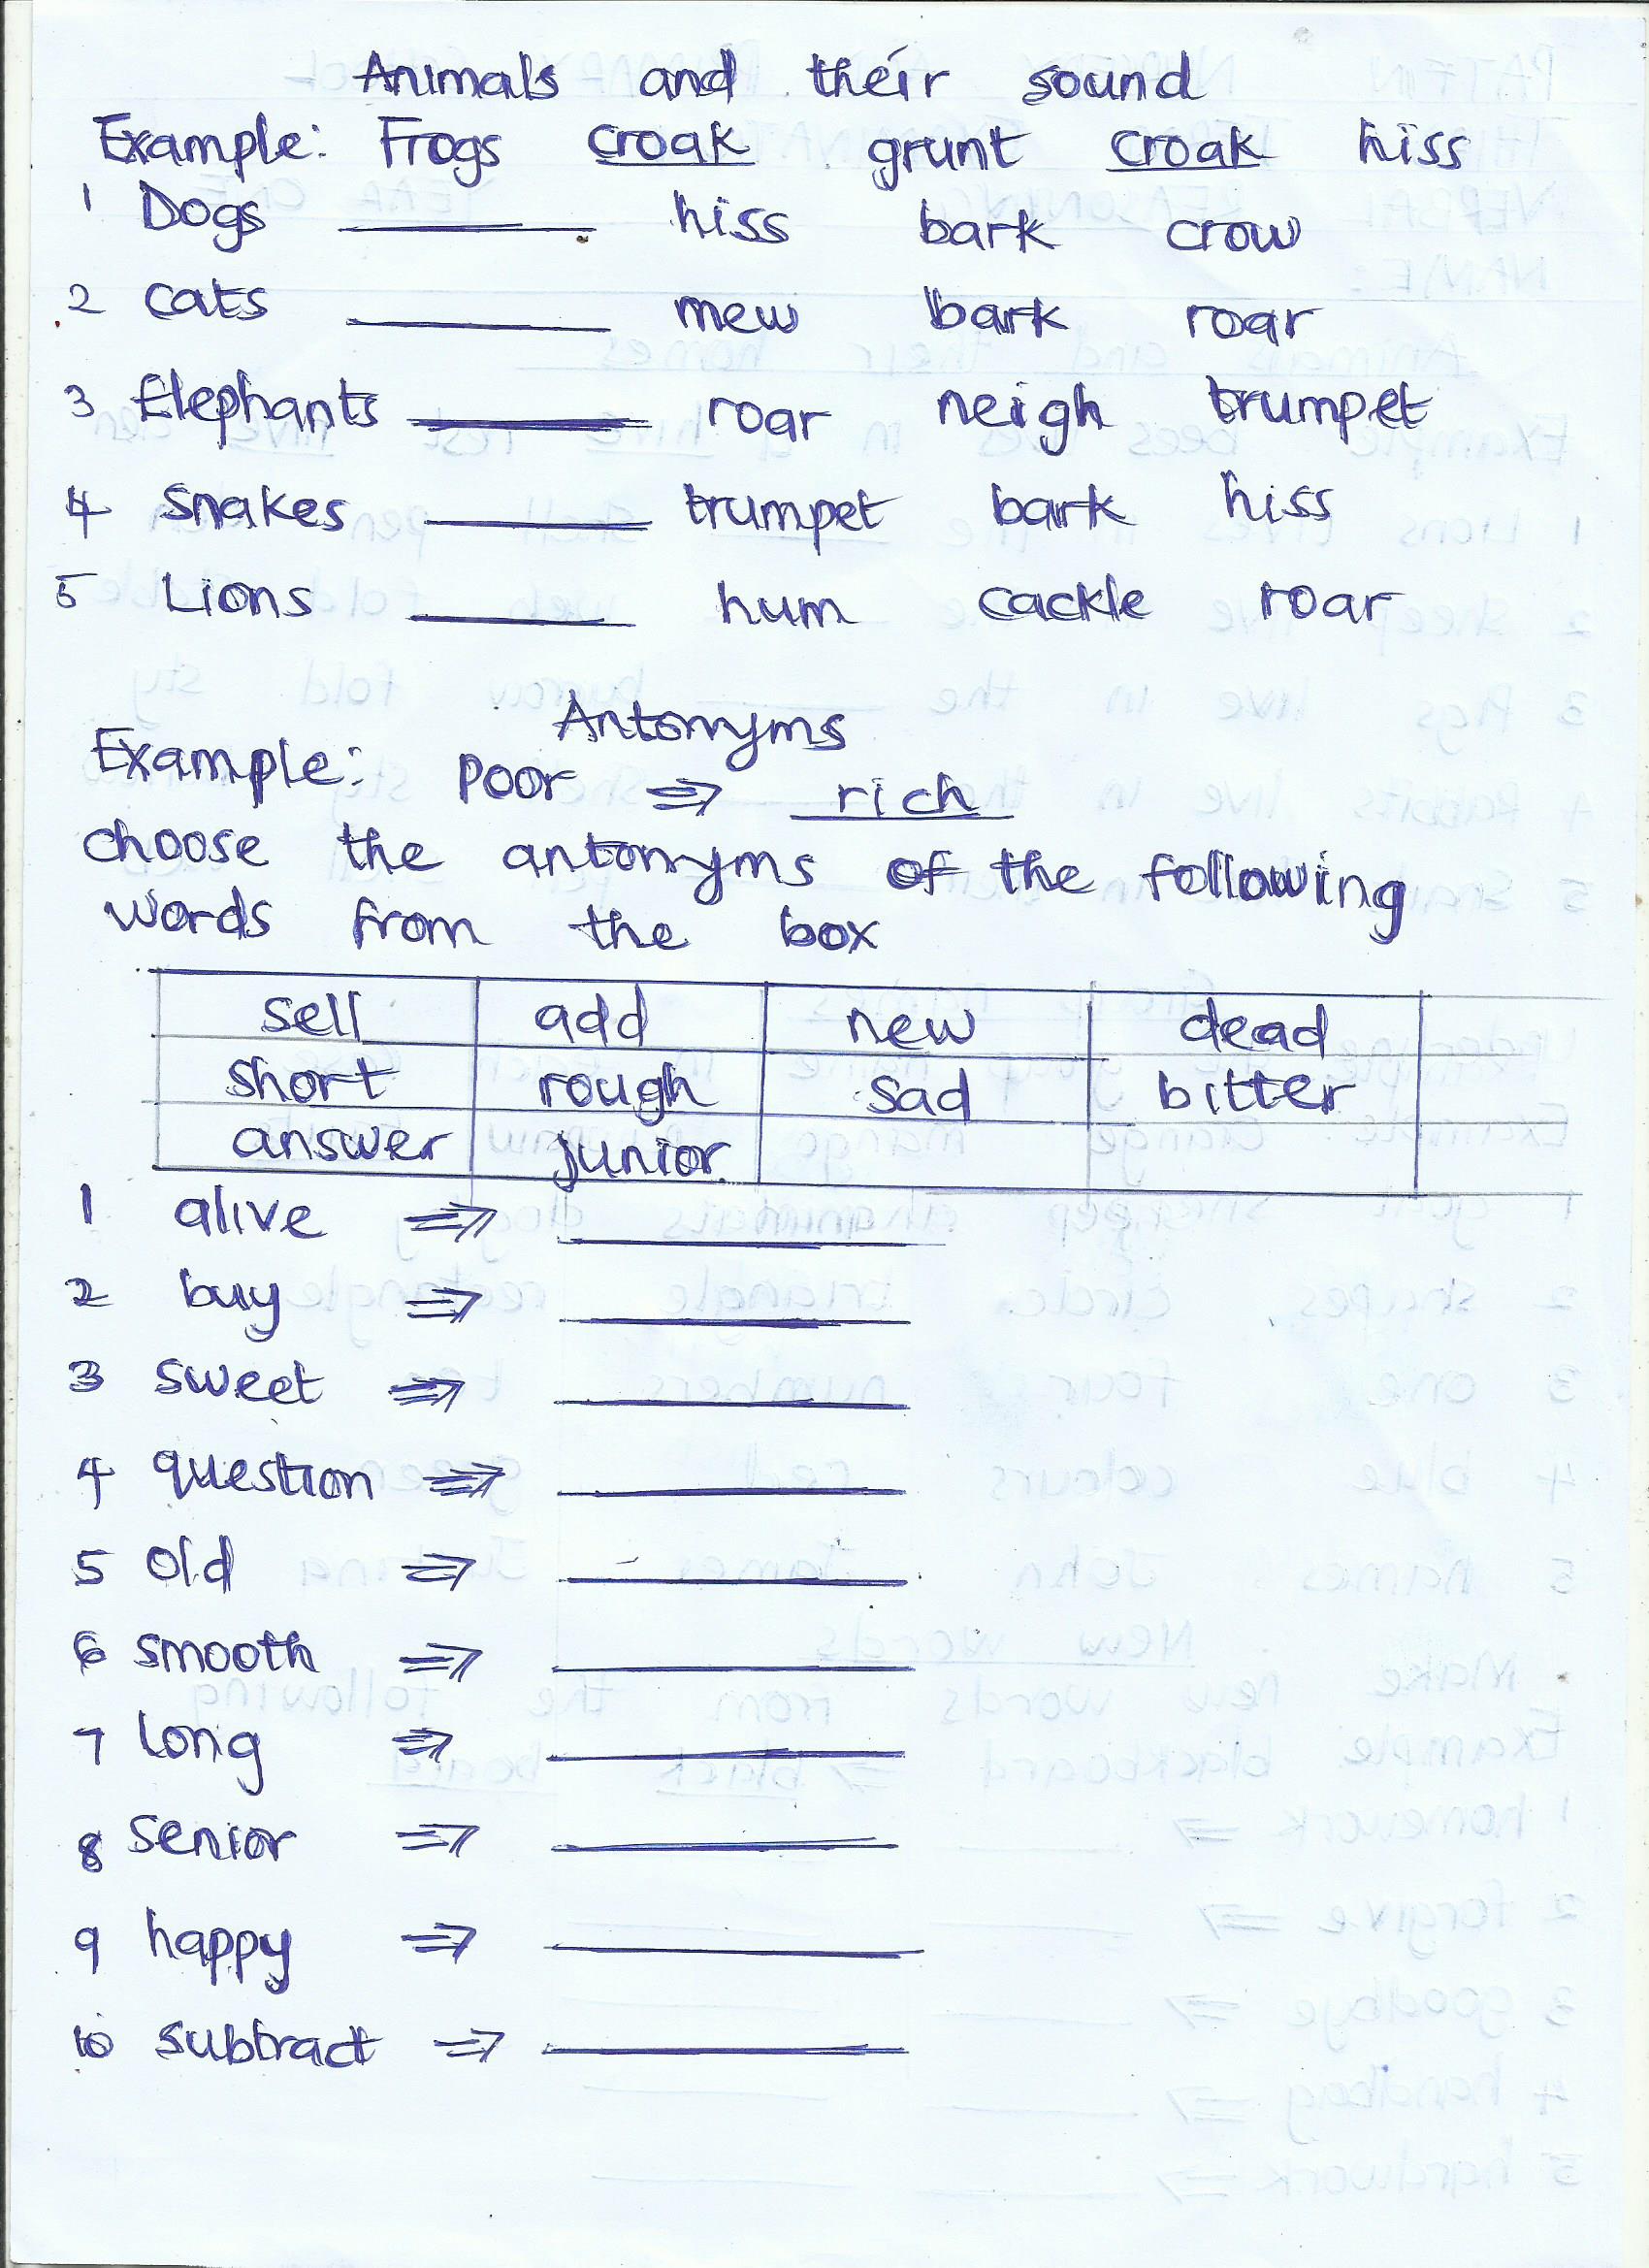 Animals and their sound
Example: Frogs croak grunt croak hiss
1 Dogs ______ hiss bark crow
2 cats ______ mew bark roar
3 Elephants ______ roar neigh trumpet
4 snakes ______ trumpet bark hiss
5 Lions ______ hum cackle roar
Antonyms
Example: Poor ⇒ rich
choose the antonyms of the following
words from the box
sell add new dead
short rough sad bitter
answer junior.
1 alive ⇒ ______
2 buy ⇒ ______
3 sweet ⇒ ______
4 question ⇒ ______
5 old ⇒ ______
6 smooth ⇒ ______
7 long ⇒ ______
8 senior ⇒ ______
9 happy ⇒ ______
10 subtract ⇒ ______